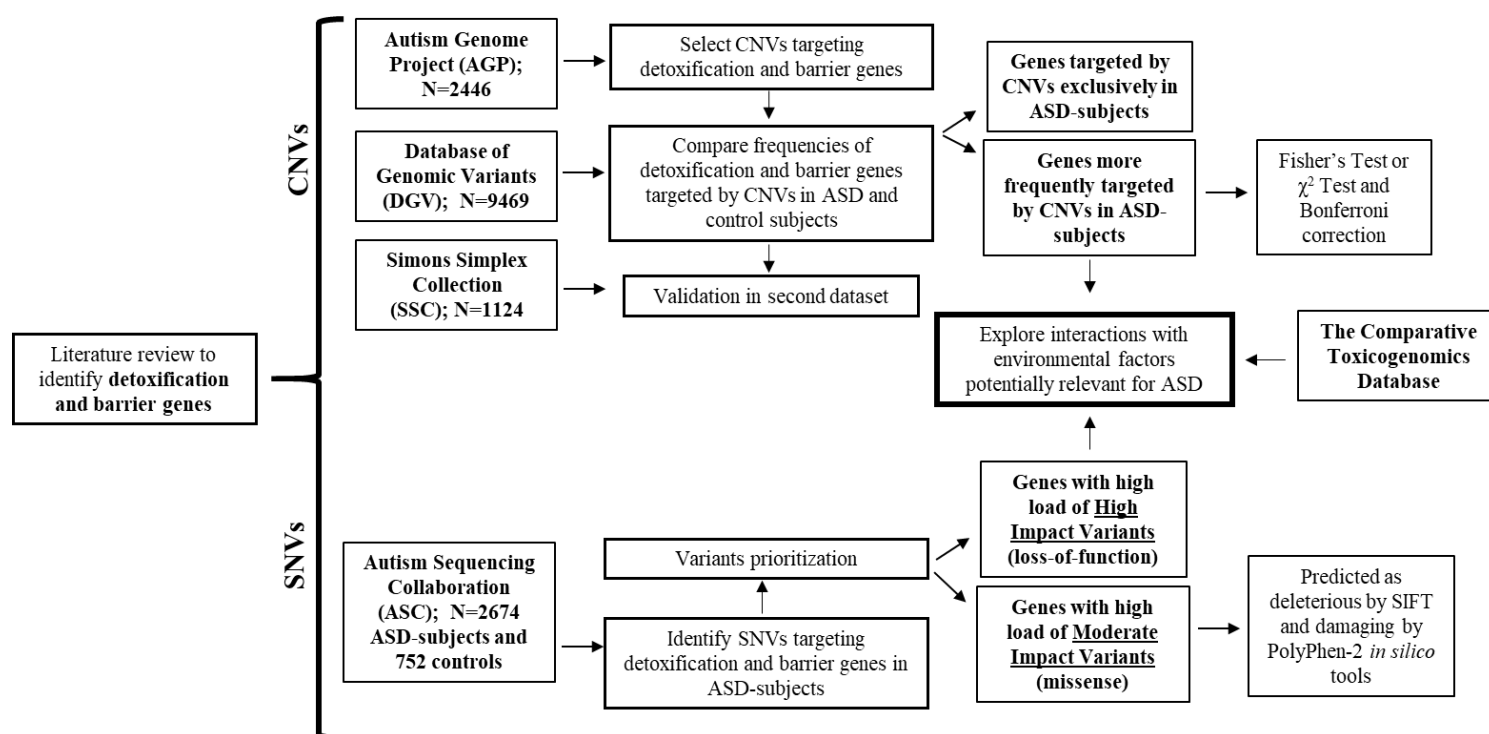 Literature review to
identify detoxification
and barrier genes
CNVs
Autism Genome
Project (AGP);
N=2446
Select CNVs targeting
detoxification and barrier genes
Database of
Genomic Variants
(DGV);  N=9469
Compare frequencies of
detoxification and barrier genes
targeted by CNVs in ASD and
control subjects
Simons Simplex
Collection
(SSC); N=1124
Validation in second dataset
Genes targeted by
CNVs exclusively in
ASD-subjects
Genes more
frequently targeted
by CNVs in ASD-
subjects
Fisher's Test or
χ² Test and
Bonferroni
correction
Explore interactions with
environmental factors
potentially relevant for ASD
The Comparative
Toxicogenomics
Database
SNVs
Autism Sequencing
Collaboration
(ASC);  N=2674
ASD-subjects and
752 controls
Variants prioritization
Identify SNVs targeting
detoxification and barrier genes in
ASD-subjects
Genes with high
load of High
Impact Variants
(loss-of-function)
Genes with high
load of Moderate
Impact Variants
(missense)
Predicted as
deleterious by SIFT
and damaging by
PolyPhen-2 in silico
tools